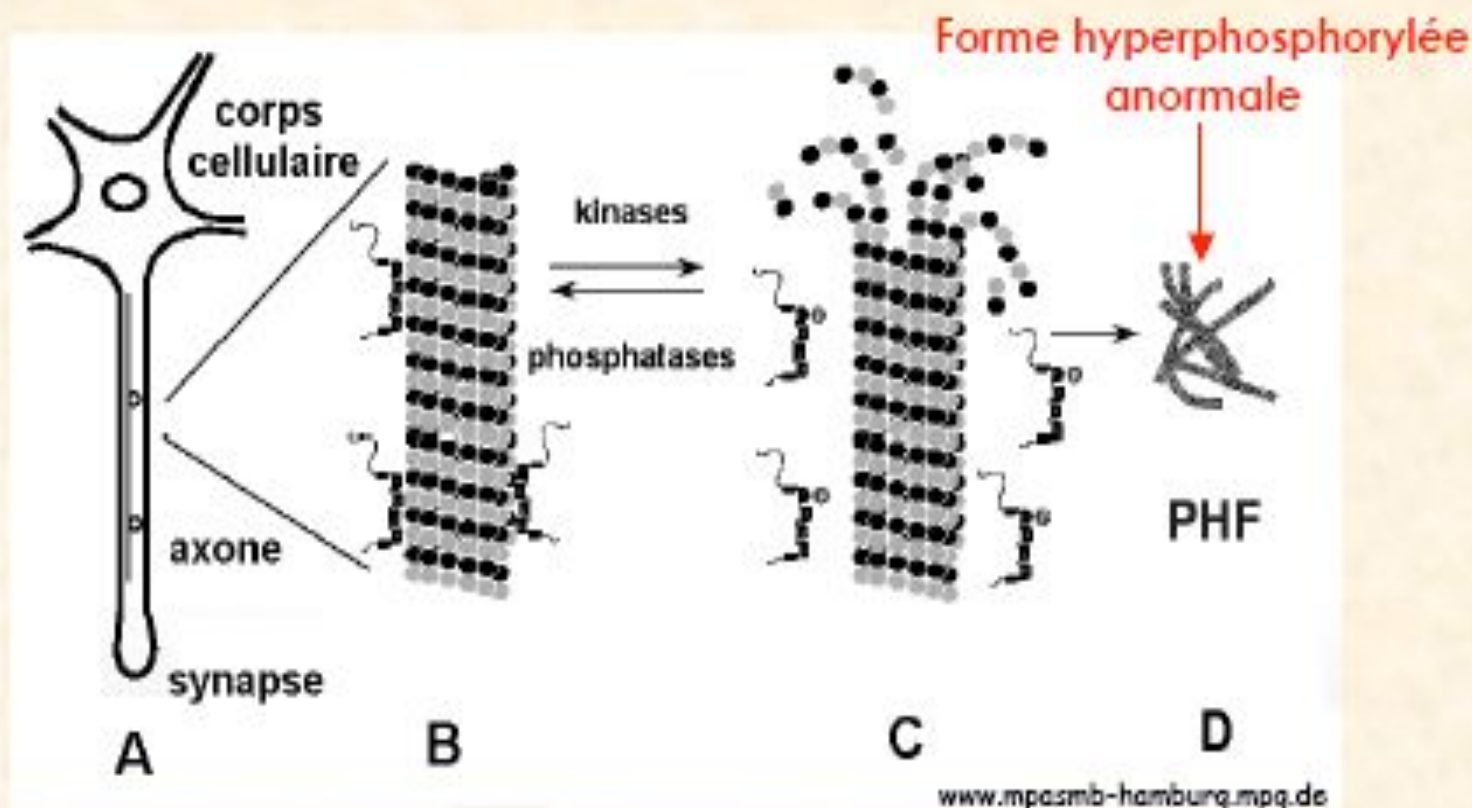 Forme hyperphosphorylée
anormale
corps
cellulaire
kinases
phosphatases
PHF
axone
synapse
A
B
C
D
www.mpasmb-hamburg.mpg.de